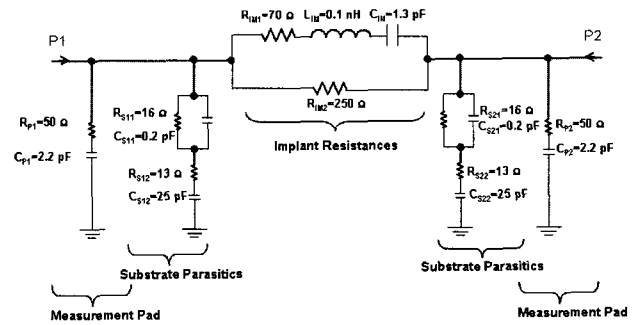 R_IM1=70 Ω L_IM=0.1 nH C_IM=1.3 pF
P1
P2
R_IM2=250 Ω
Implant Resistances
R_P1=50 Ω
C_P1=2.2 pF
R_S11=16 Ω
C_S11=0.2 pF
R_S12=13 Ω
C_S12=25 pF
R_S21=16 Ω
C_S21=0.2 pF
R_S22=13 Ω
C_S22=25 pF
R_P2=50 Ω
C_P2=2.2 pF
Substrate Parasitics
Substrate Parasitics
Measurement Pad
Measurement Pad